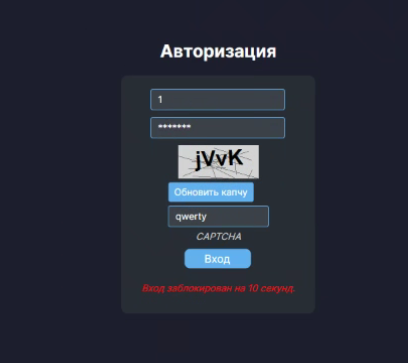 Авторизация
1
*******
jVvK
Обновить капчу
qwerty
CAPTCHA
Вход
Вход заблокирован на 10 секунд.